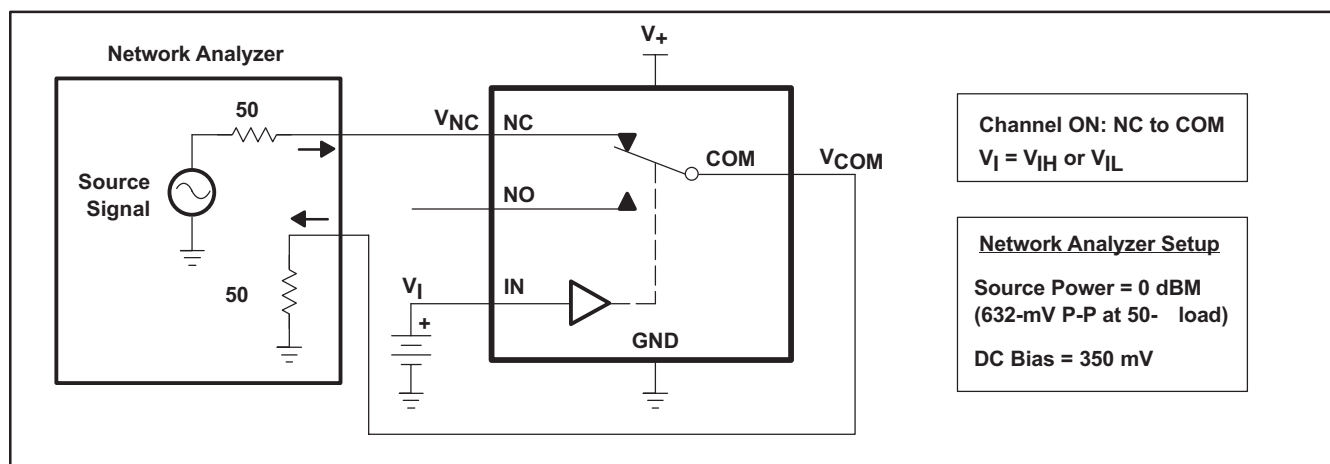 Network Analyzer
V+
50
VNC
NC
COM
VCOM
Source
Signal
NO
50
VI
IN
+
GND
Channel ON: NC to COM
VI = VIH or VIL
Network Analyzer Setup
Source Power = 0 dBM
(632-mV P-P at 50- load)
DC Bias = 350 mV